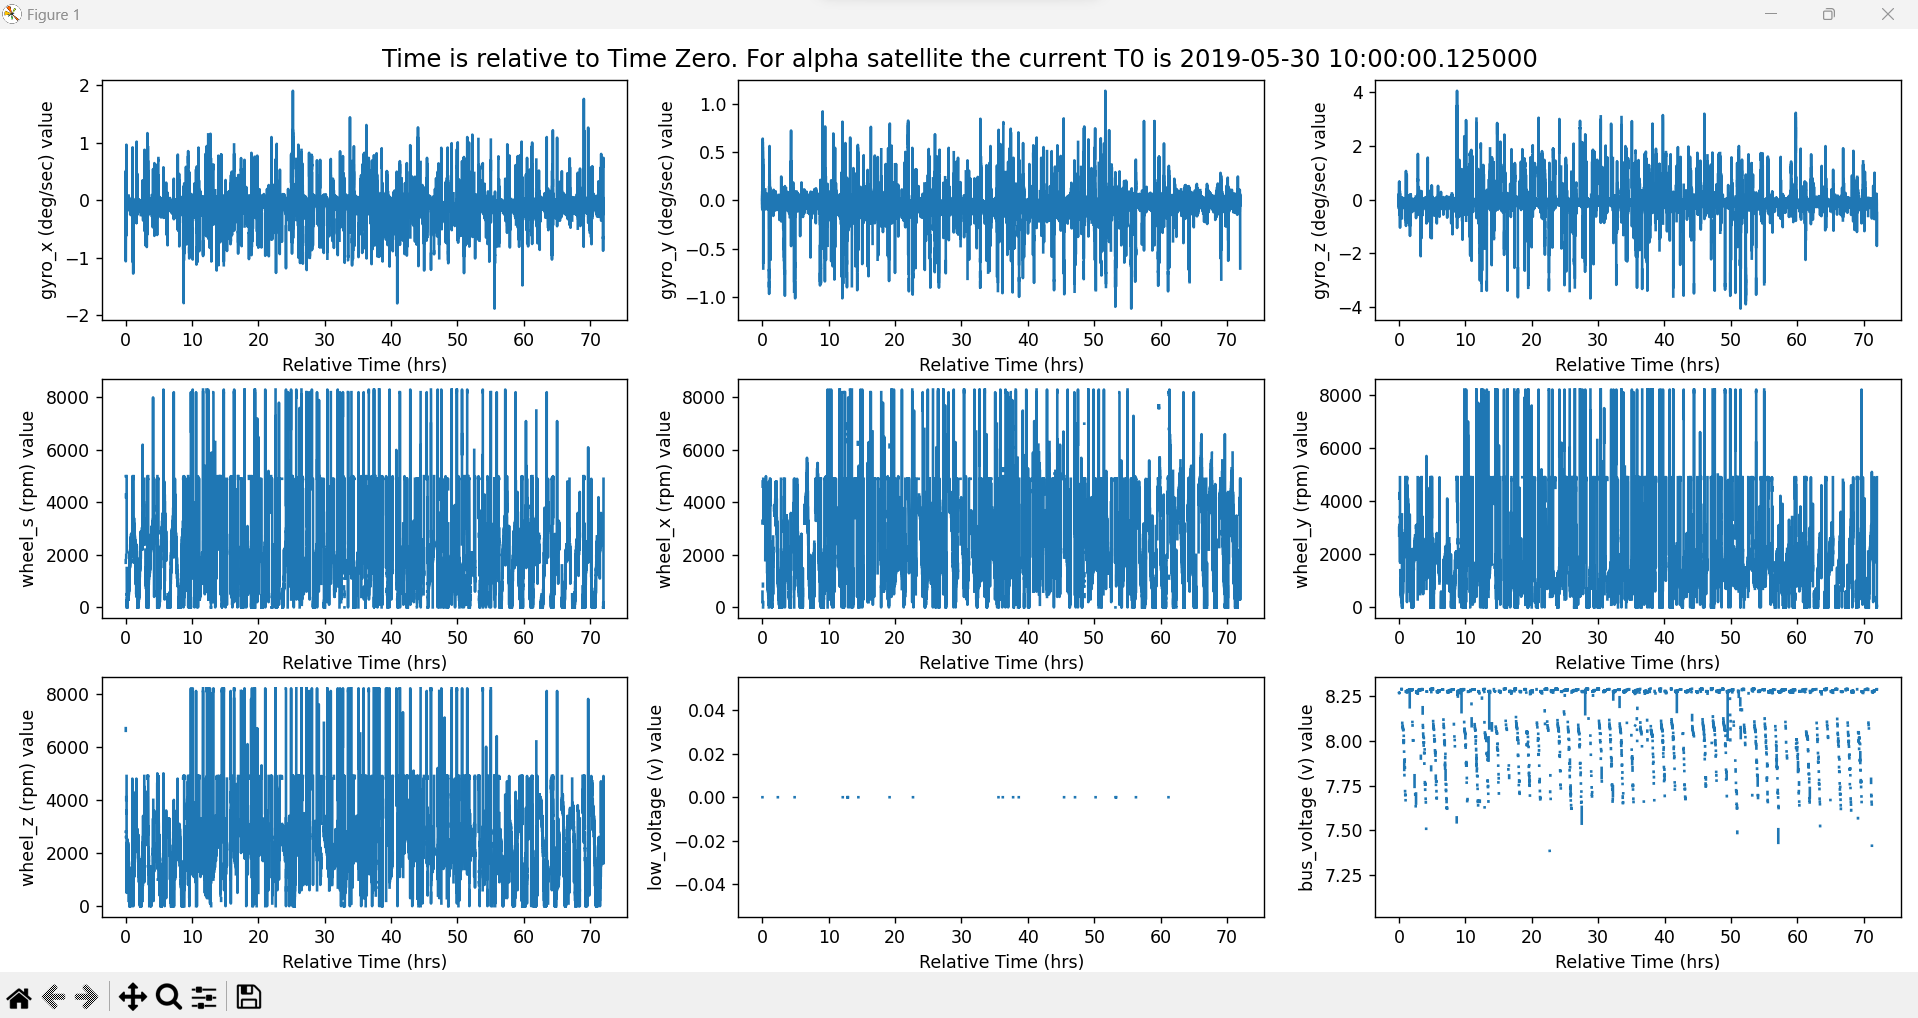 Figure 1
Time is relative to Time Zero. For alpha satellite the current T0 is 2019-05-30 10:00:00.125000
gyro_x (deg/sec) value
2
1
0
−1
−2
0 10 20 30 40 50 60 70
Relative Time (hrs)
gyro_y (deg/sec) value
1.0
0.5
0.0
−0.5
−1.0
0 10 20 30 40 50 60 70
Relative Time (hrs)
gyro_z (deg/sec) value
4
2
0
−2
−4
0 10 20 30 40 50 60 70
Relative Time (hrs)
wheel_s (rpm) value
8000
6000
4000
2000
0
0 10 20 30 40 50 60 70
Relative Time (hrs)
wheel_x (rpm) value
8000
6000
4000
2000
0
0 10 20 30 40 50 60 70
Relative Time (hrs)
wheel_y (rpm) value
8000
6000
4000
2000
0
0 10 20 30 40 50 60 70
Relative Time (hrs)
wheel_z (rpm) value
8000
6000
4000
2000
0
0 10 20 30 40 50 60 70
Relative Time (hrs)
low_voltage (v) value
0.04
0.02
0.00
−0.02
−0.04
0 10 20 30 40 50 60 70
Relative Time (hrs)
bus_voltage (v) value
8.25
8.00
7.75
7.50
7.25
0 10 20 30 40 50 60 70
Relative Time (hrs)